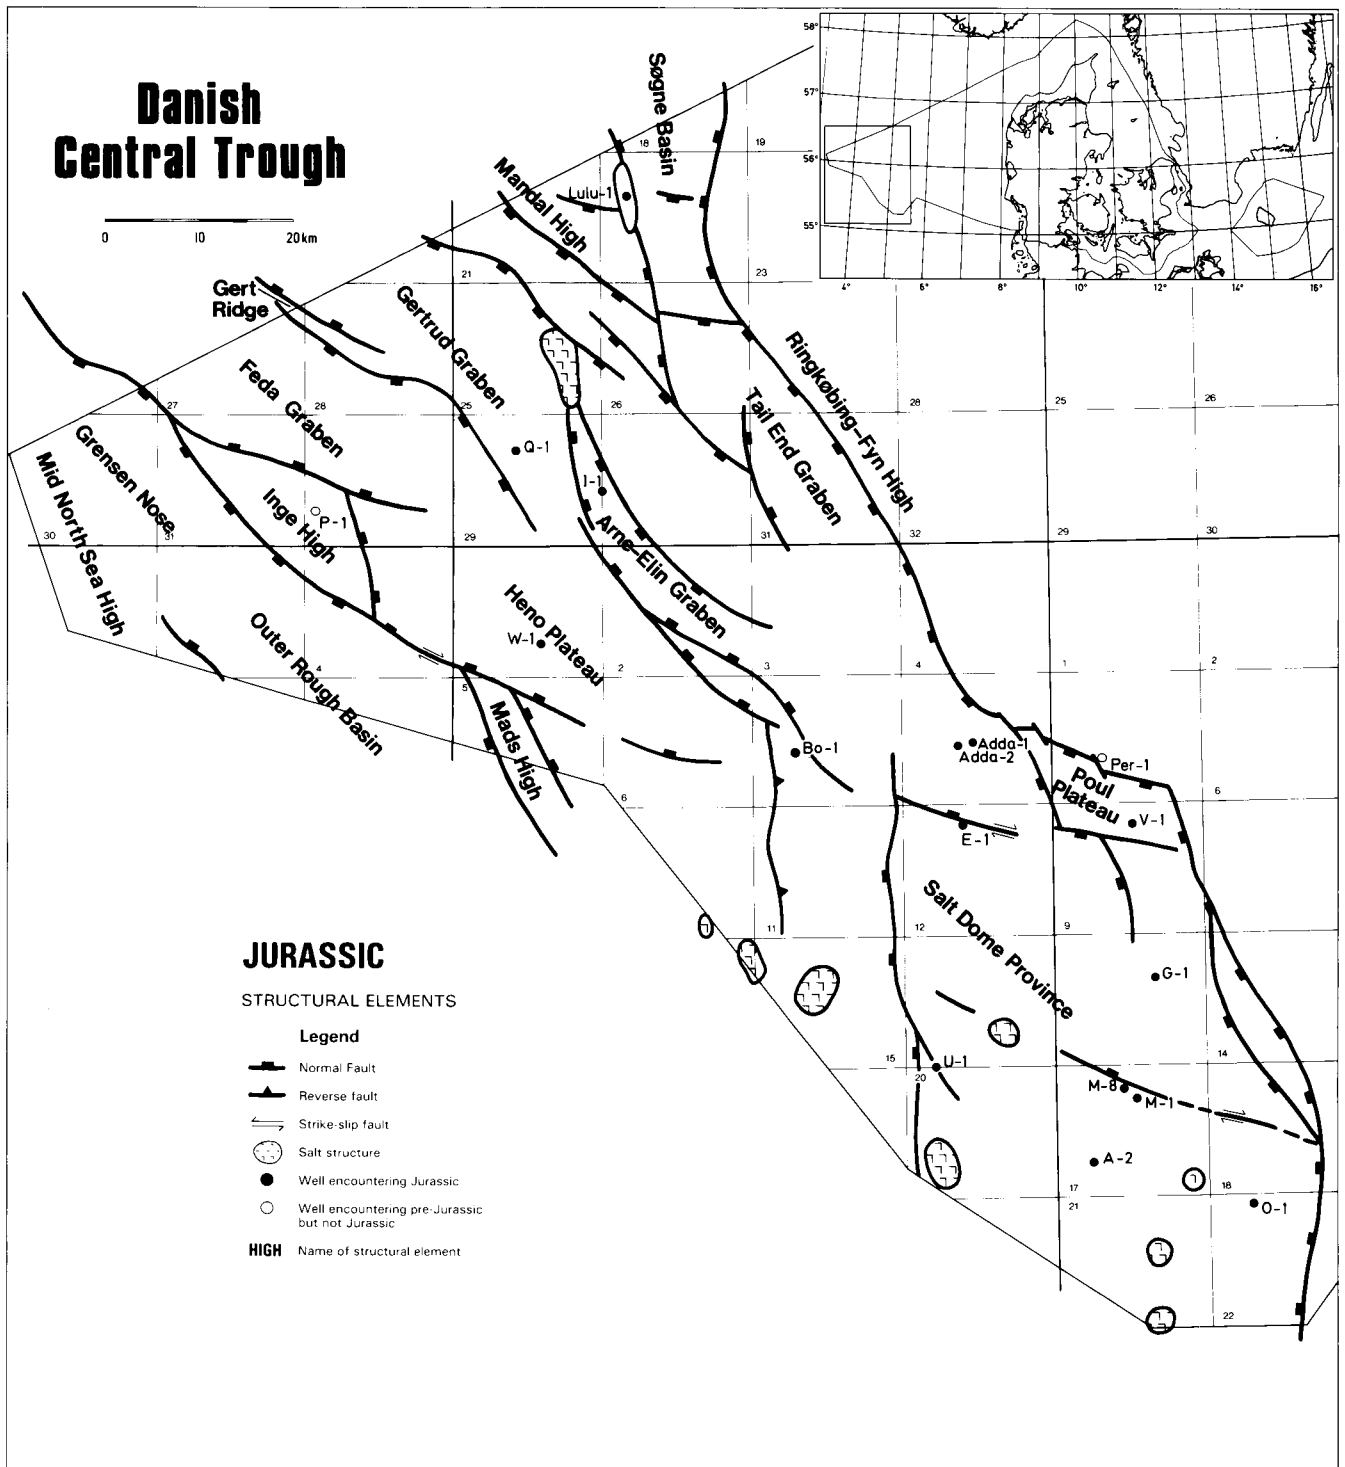 Danish
Central Trough
0 10 20 km
58°
57°
56°
55°
4° 6° 8° 10° 12° 14° 16°
Søgne Basin
18
19
Lulu-1
Mandal High
21
23
Gert
Ridge
Gertrud Graben
Feda Graben
Ringkøbing-Fyn High
Tail End Graben
27
28
25
26
28
25
26
Grensen Nose
Mid North Sea High
Q-1
I-1
Inge High
P-1
Arne-Elin Graben
30
31
29
31
32
29
30
Heno Plateau
W-1
Outer Rough Basin
4
5
2
3
4
1
2
Mads High
Bo-1
Adda-1
Adda-2
Per-1
Poul
Plateau
V-1
6
6
E-1
Salt Dome Province
11
12
9
G-1
15
20
U-1
14
M-8
M-1
A-2
17
21
18
O-1
22
JURASSIC
STRUCTURAL ELEMENTS
Legend
Normal Fault
Reverse fault
Strike-slip fault
Salt structure
Well encountering Jurassic
Well encountering pre-Jurassic
but not Jurassic
HIGH Name of structural element